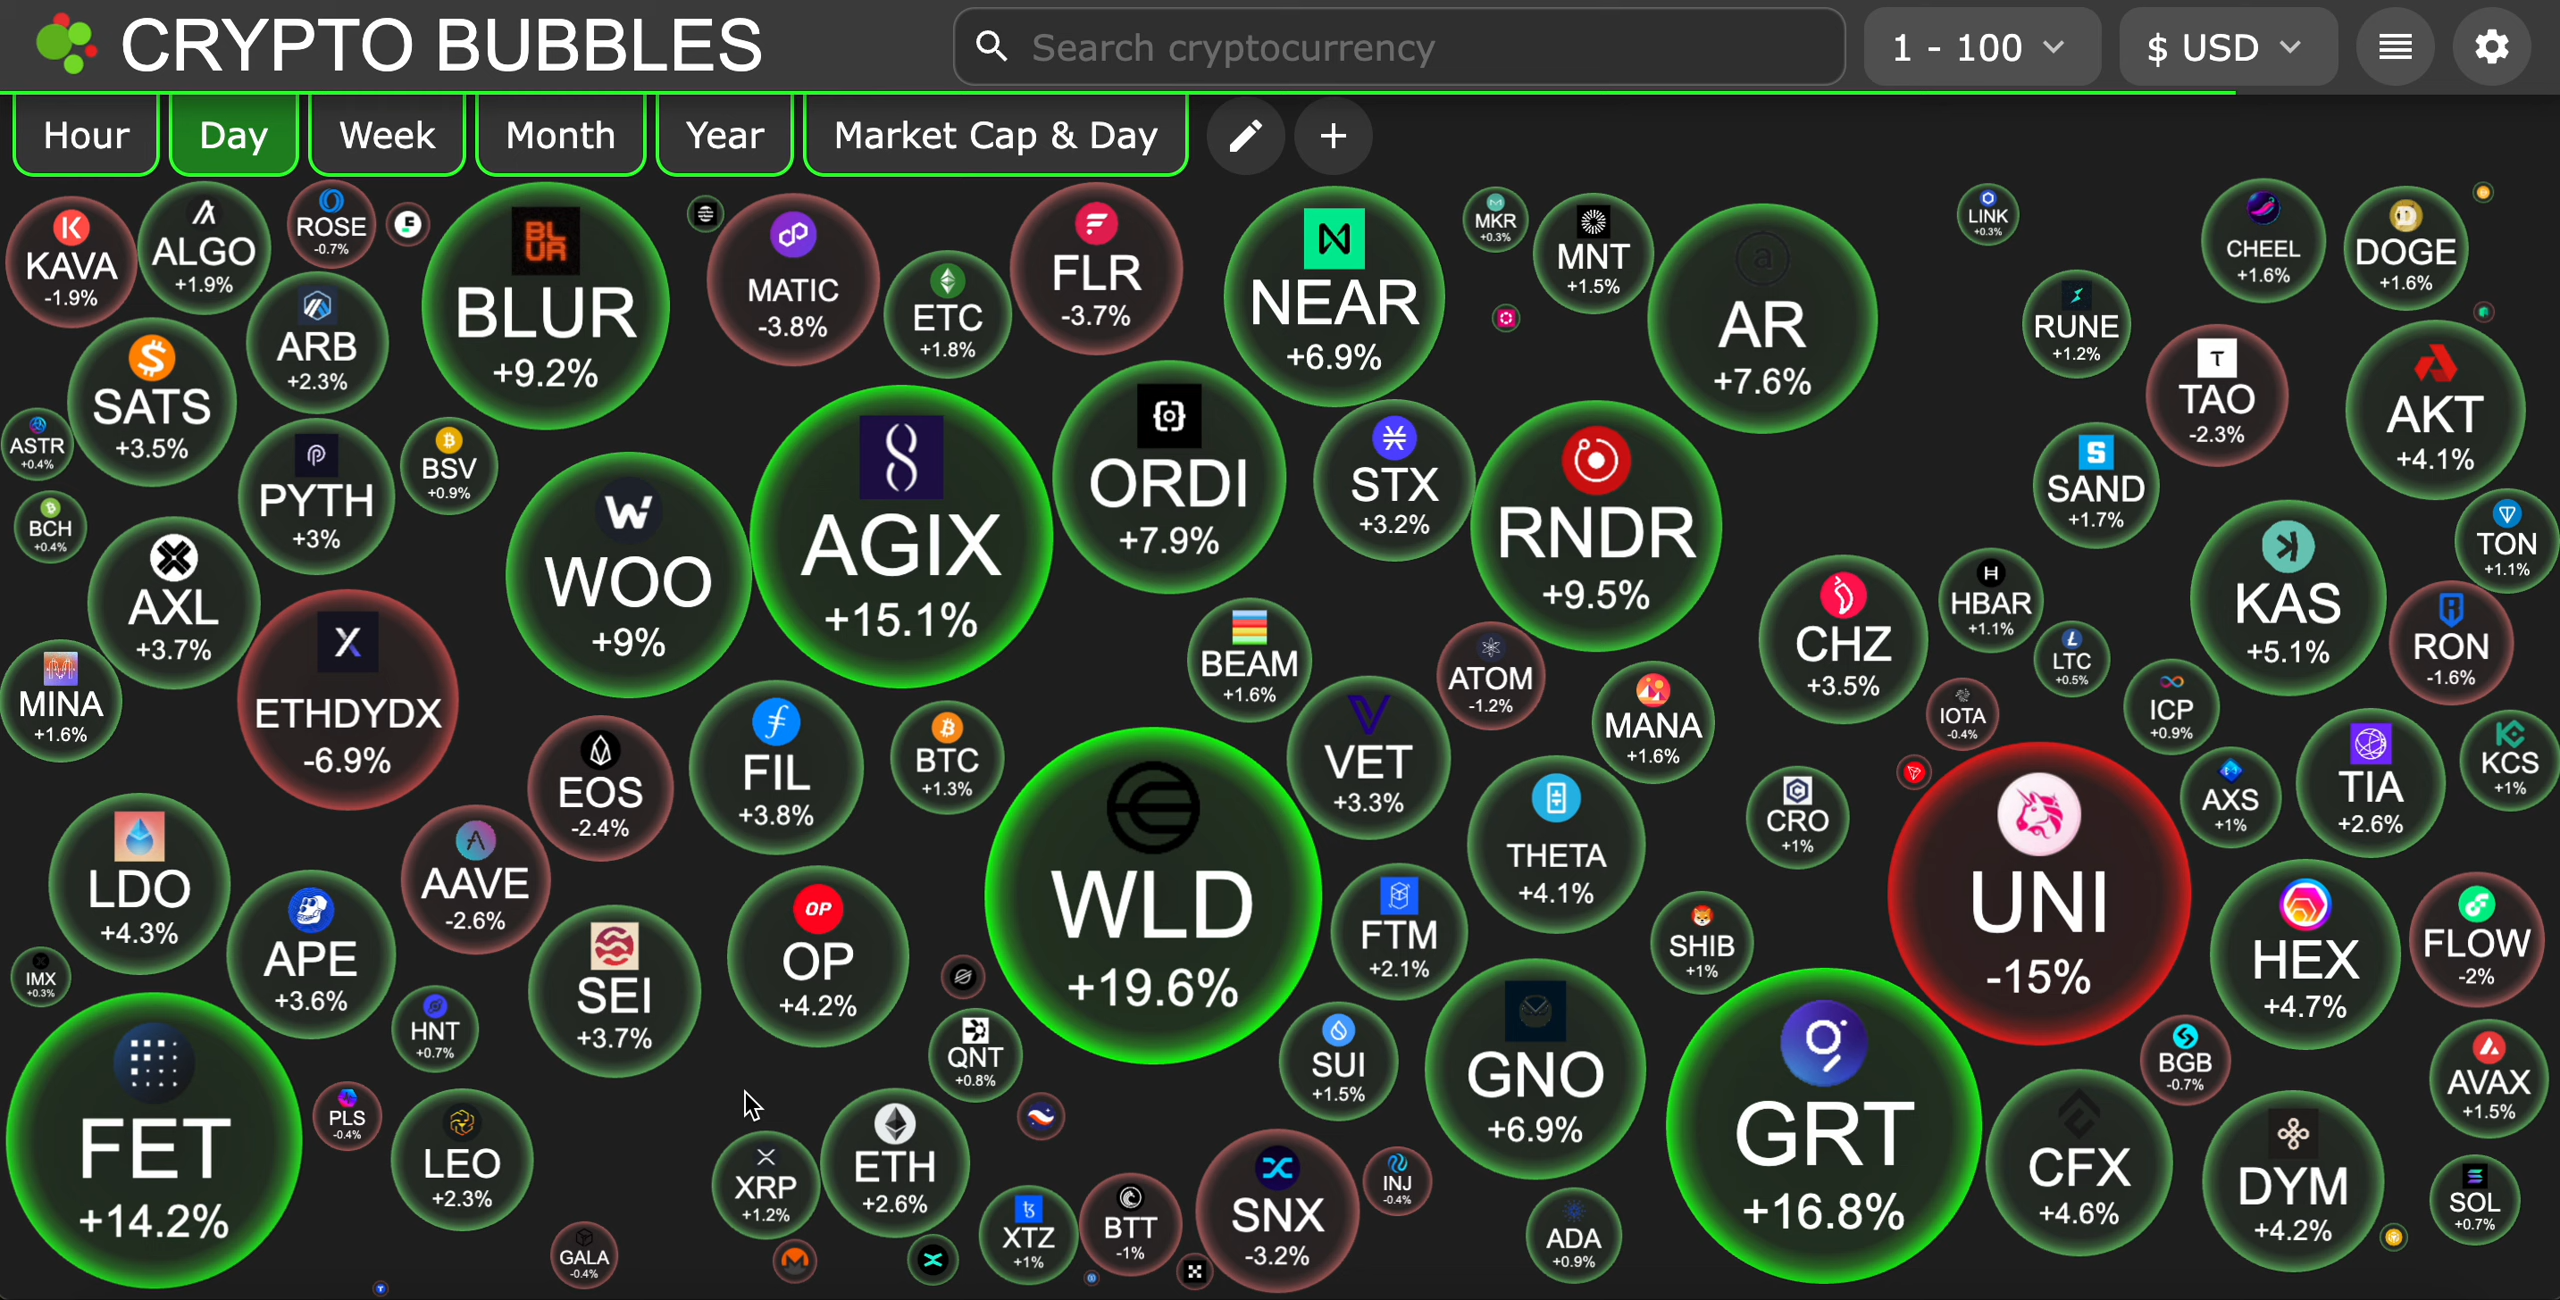 CRYPTO BUBBLES
Search cryptocurrency
1 - 100
$ USD
Hour
Day
Week
Month
Year
Market Cap & Day
KAVA
-1.9%
ALGO
+1.9%
ROSE
-0.7%
BL
UR
BLUR
+9.2%
MATIC
-3.8%
ETC
+1.8%
FLR
-3.7%
NEAR
+6.9%
MKR
+0.3%
MNT
+1.5%
AR
+7.6%
LINK
+0.3%
CHEEL
+1.6%
DOGE
+1.6%
ARB
+2.3%
SATS
+3.5%
RUNE
+1.2%
TAO
-2.3%
AKT
+4.1%
ASTR
+0.4%
PYTH
+3%
BSV
+0.9%
WOO
+9%
AGIX
+15.1%
ORDI
+7.9%
STX
+3.2%
RNDR
+9.5%
SAND
+1.7%
BCH
+0.4%
AXL
+3.7%
TON
+1.1%
KAS
+5.1%
HBAR
+1.1%
CHZ
+3.5%
BEAM
+1.6%
ATOM
-1.2%
MANA
+1.6%
LTC
+0.5%
RON
-1.6%
MINA
+1.6%
ETHDYDX
-6.9%
EOS
-2.4%
FIL
+3.8%
BTC
+1.3%
VET
+3.3%
IOTA
-0.4%
ICP
+0.9%
KCS
+1%
TIA
+2.6%
AXS
+1%
CRO
+1%
THETA
+4.1%
WLD
+19.6%
UNI
-15%
LDO
+4.3%
AAVE
-2.6%
APE
+3.6%
SEI
+3.7%
OP
OP
+4.2%
FTM
+2.1%
SHIB
+1%
HEX
+4.7%
FLOW
-2%
IMX
+0.3%
HNT
+0.7%
QNT
+0.8%
SUI
+1.5%
GNO
+6.9%
GRT
+16.8%
BGB
-0.7%
AVAX
+1.5%
FET
+14.2%
PLS
-0.4%
LEO
+2.3%
XRP
+1.2%
ETH
+2.6%
XTZ
+1%
BTT
-1%
SNX
-3.2%
INJ
-0.4%
ADA
+0.9%
CFX
+4.6%
DYM
+4.2%
SOL
+0.7%
GALA
-0.4%